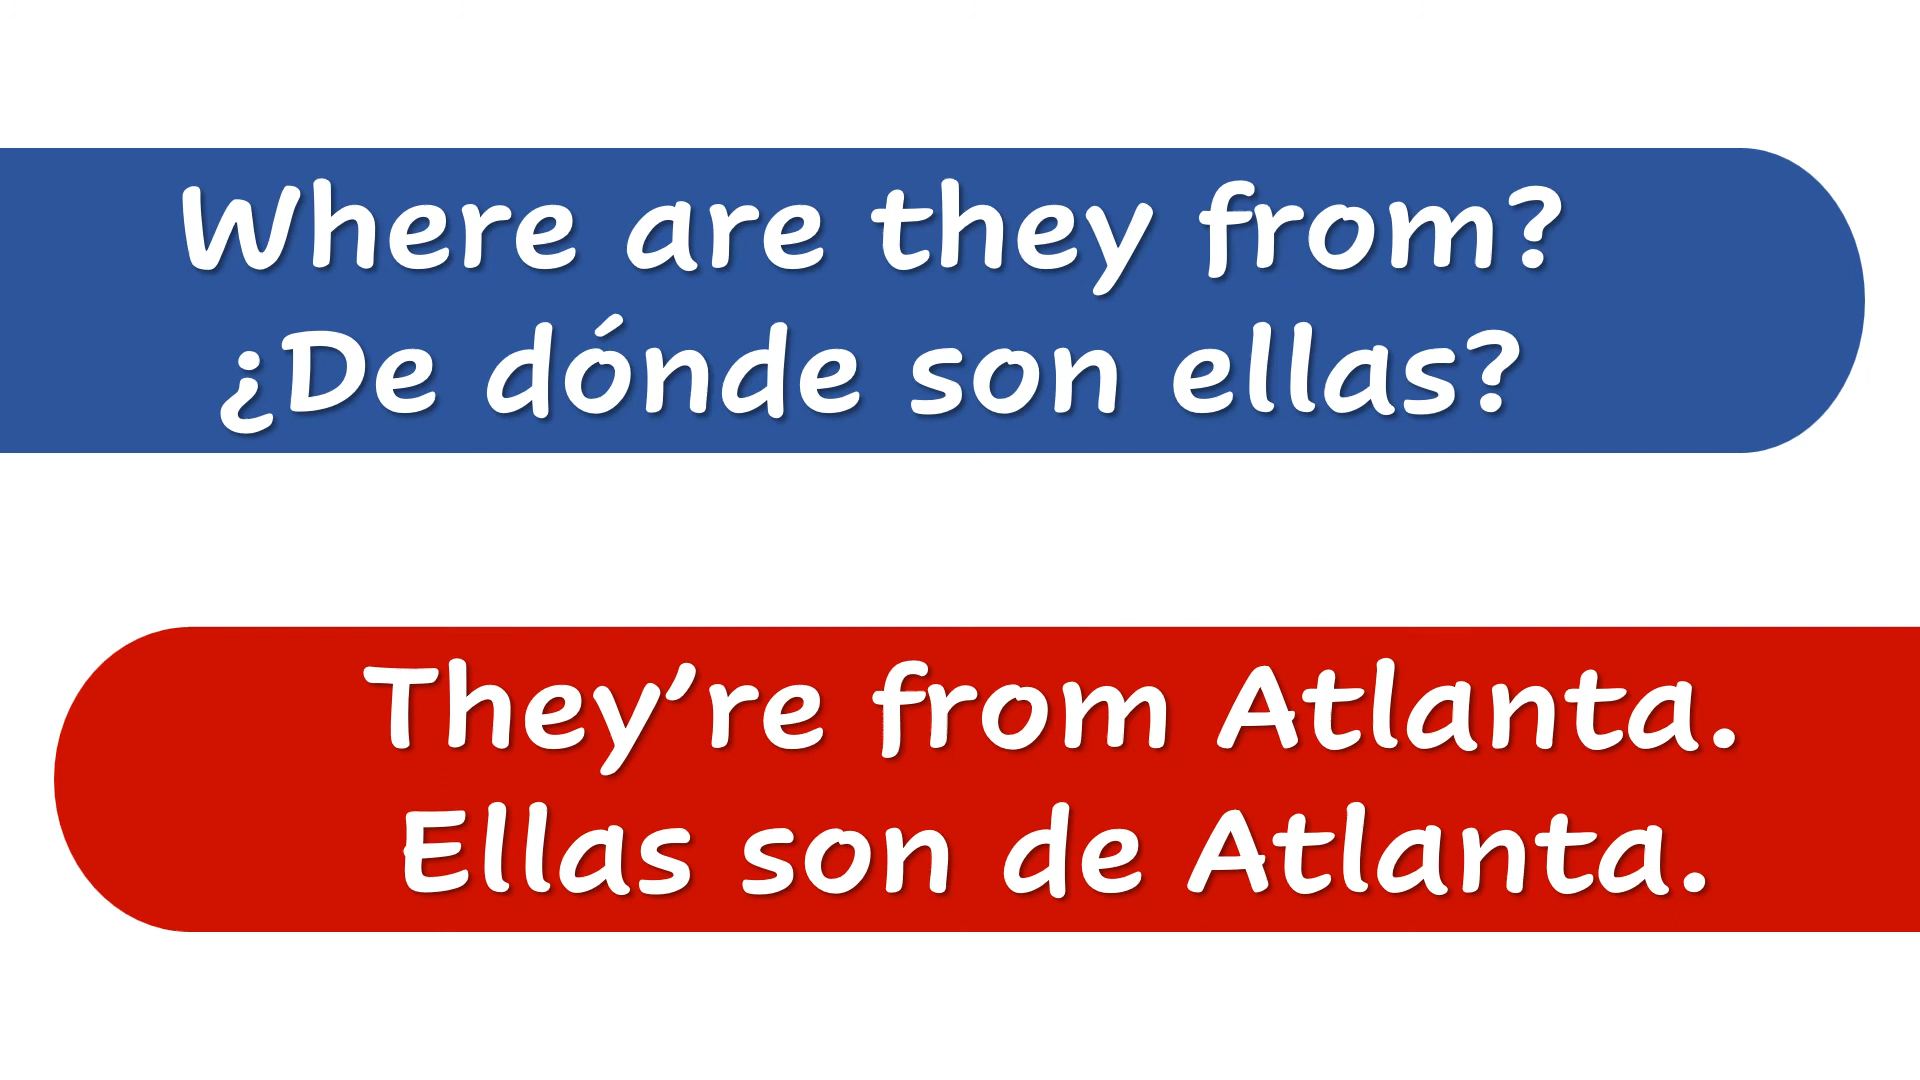 Where are they from?
¿De dónde son ellas?
They’re from Atlanta.
Ellas son de Atlanta.